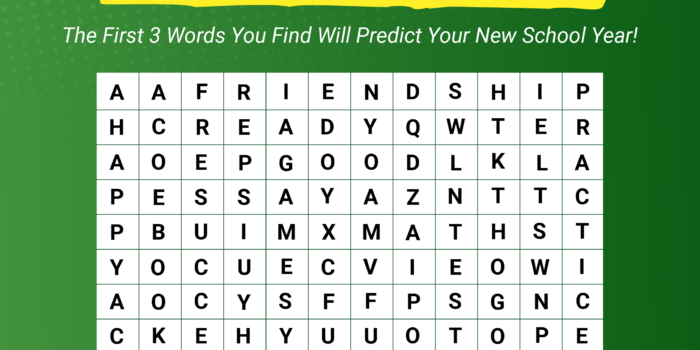 The First 3 Words You Find Will Predict Your New School Year!
A A F R I E N D S H I P
H C R E A D Y Q W T E R
A O E P G O O D L K L A
P E S S A Y A Z N T T C
P B U I M X M A T H S T
Y O C U E C V I E O W I
A O C Y S F F P S G N C
C K E H Y U U O T O P E